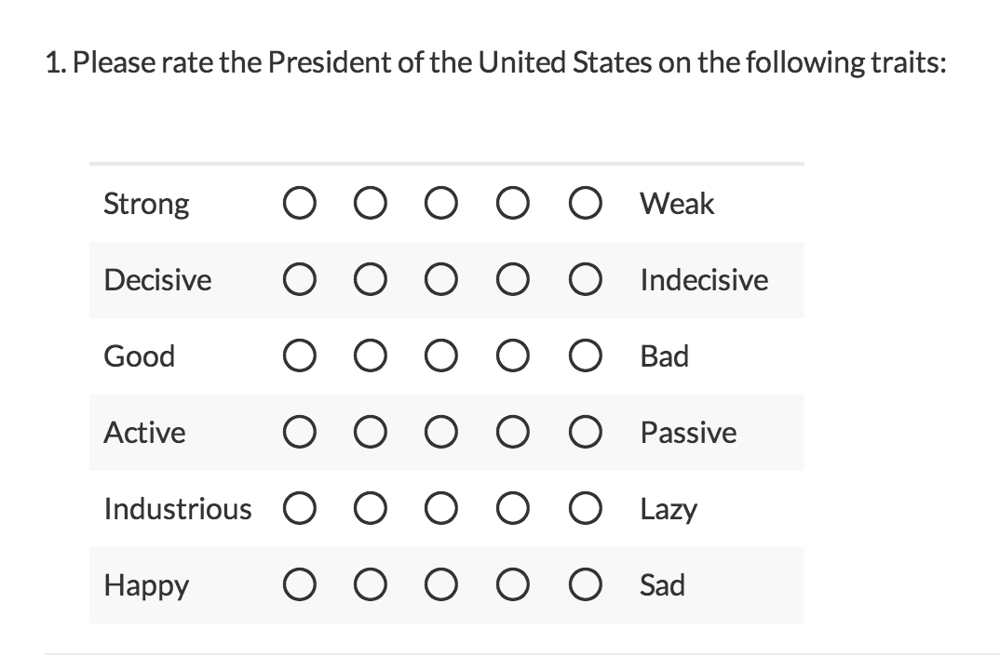 1. Please rate the President of the United States on the following traits:
Strong Weak
Decisive Indecisive
Good Bad
Active Passive
Industrious Lazy
Happy Sad